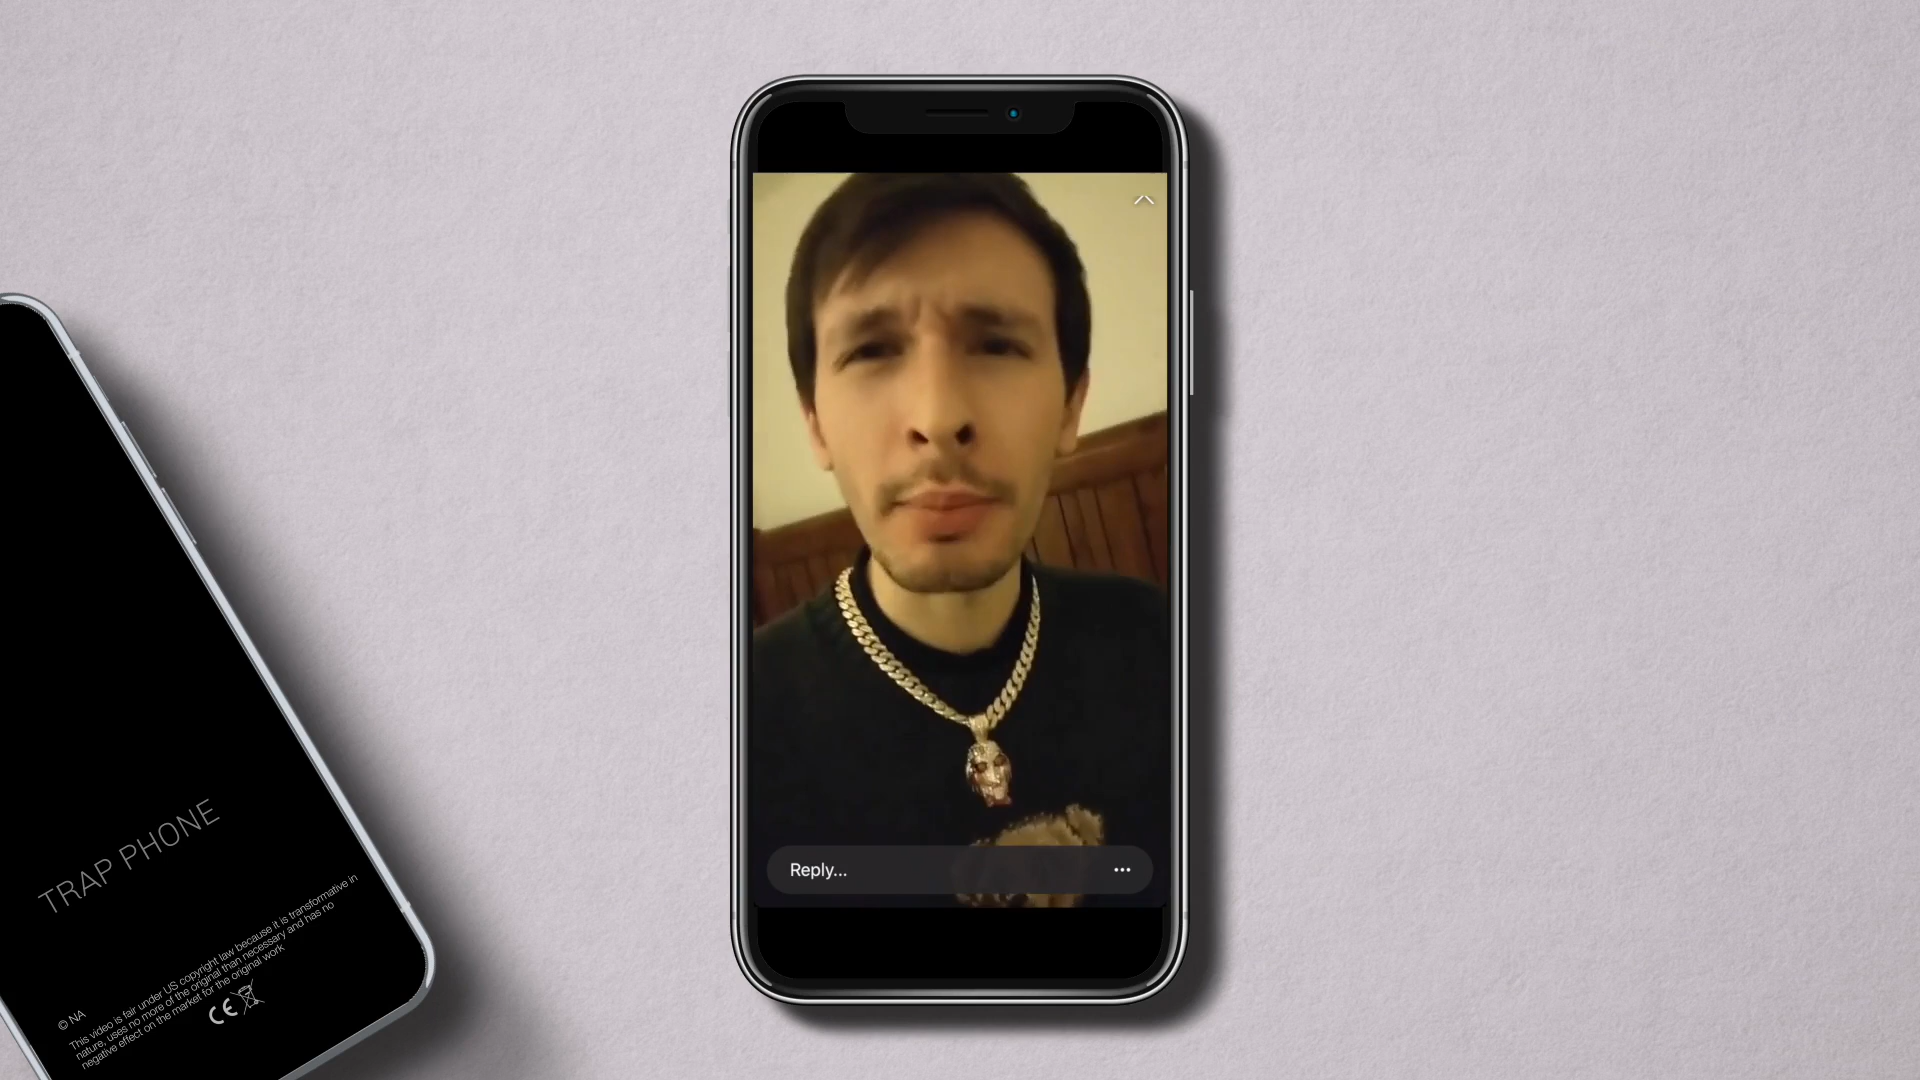 Reply...
TRAP PHONE
© NA
This video is fair under US copyright law because it is transformative in
nature, uses no more of the original than necessary and has no
negative effect on the market for the original work
CE